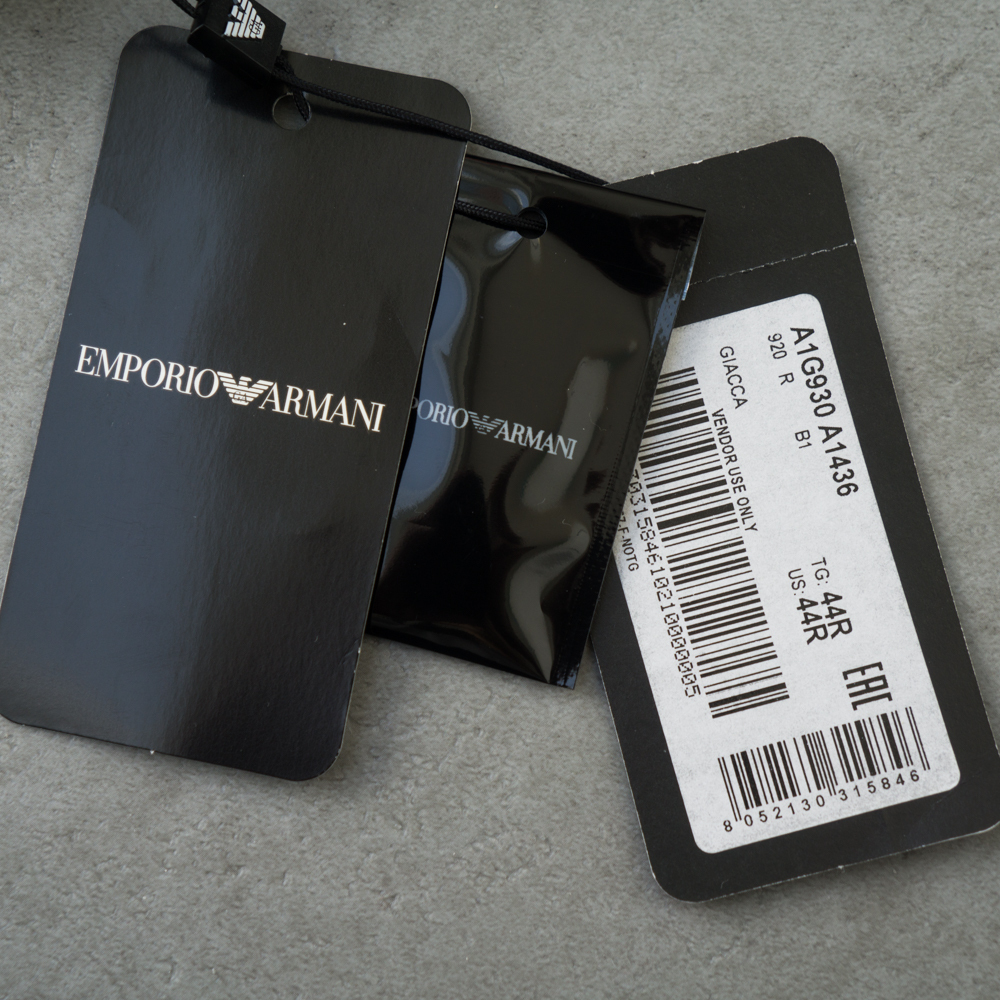 EMPORIO ARMANI
PORIO ARMANI
A1G930 A1436
920 R B1
GIACCA
VENDOR USE ONLY
TG: 44R
US: 44R
EAC
8 052130 315846